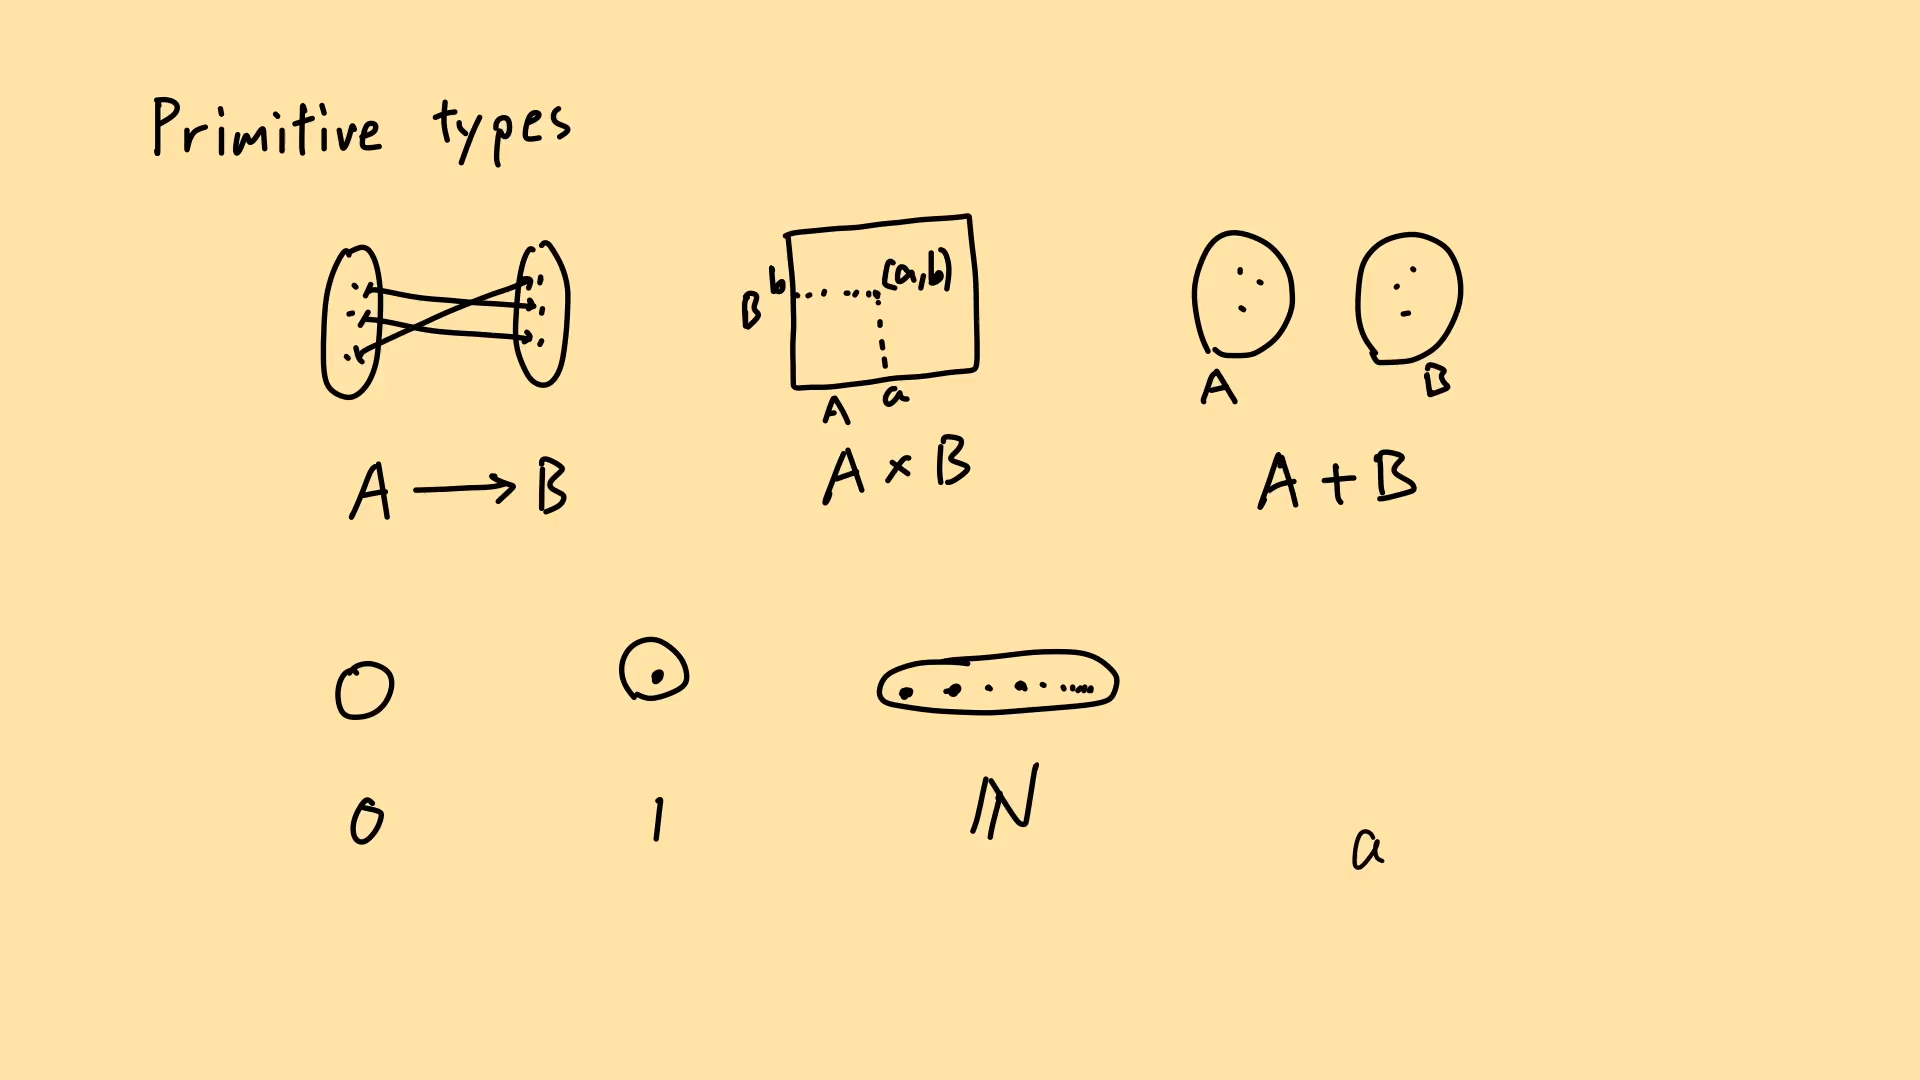 Primitive types
b (a,b)
B
A a
A B
A → B
A × B
A + B
0
1
ℕ
a